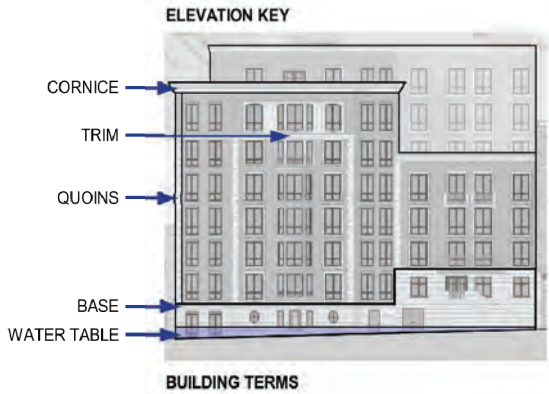 ELEVATION KEY
CORNICE
TRIM
QUOINS
BASE
WATER TABLE
BUILDING TERMS